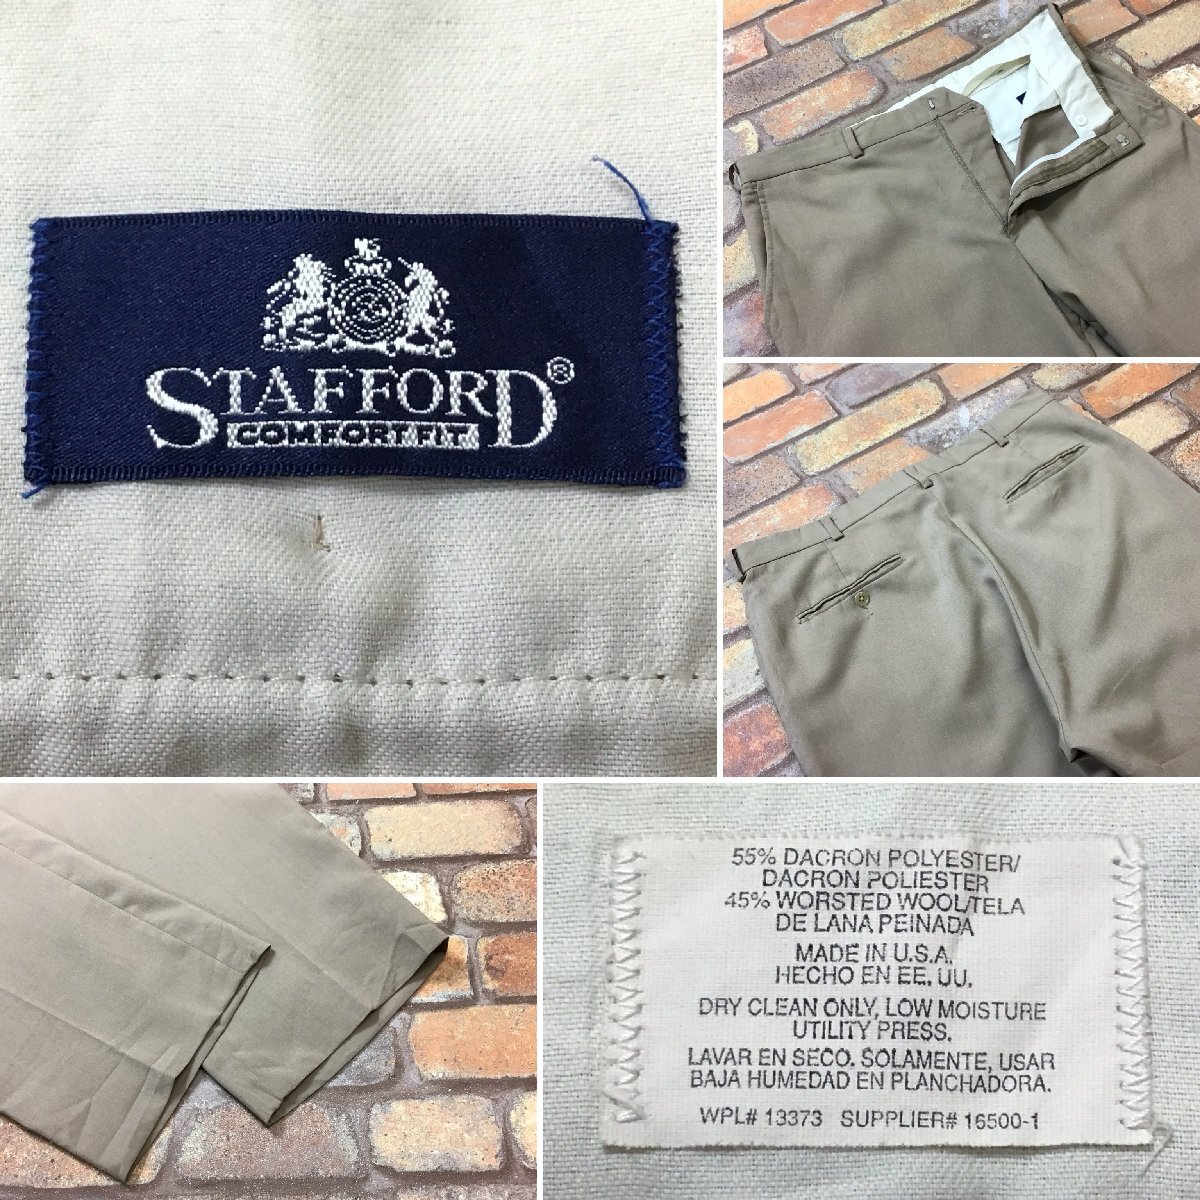 STAFFORD®
COMFORT FIT
55% DACRON POLYESTER/
DACRON POLIESTER
45% WORSTED WOOL/TELA
DE LANA PEINADA
MADE IN U.S.A.
HECHO EN EE. UU.
DRY CLEAN ONLY, LOW MOISTURE
UTILITY PRESS.
LAVAR EN SECO. SOLAMENTE, USAR
BAJA HUMEDAD EN PLANCHADORA.
WPL# 13373 SUPPLIER# 16500-1